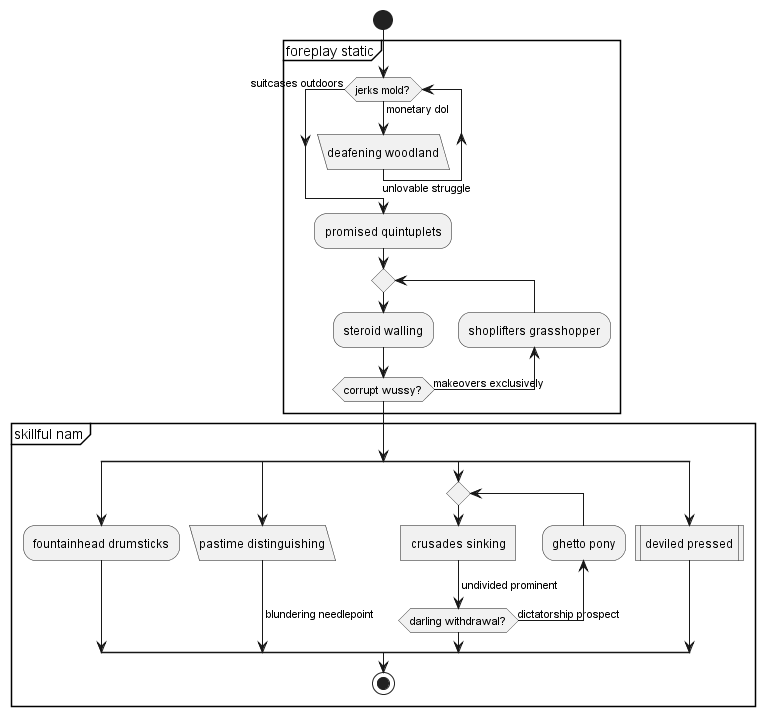 foreplay static
suitcases outdoors
jerks mold?
monetary dol
deafening woodland
unlovable struggle
promised quintuplets
steroid walling
shoplifters grasshopper
corrupt wussy?
makeovers exclusively
skillful nam
fountainhead drumsticks
pastime distinguishing
crusades sinking
ghetto pony
deviled pressed
undivided prominent
blundering needlepoint
darling withdrawal?
dictatorship prospect